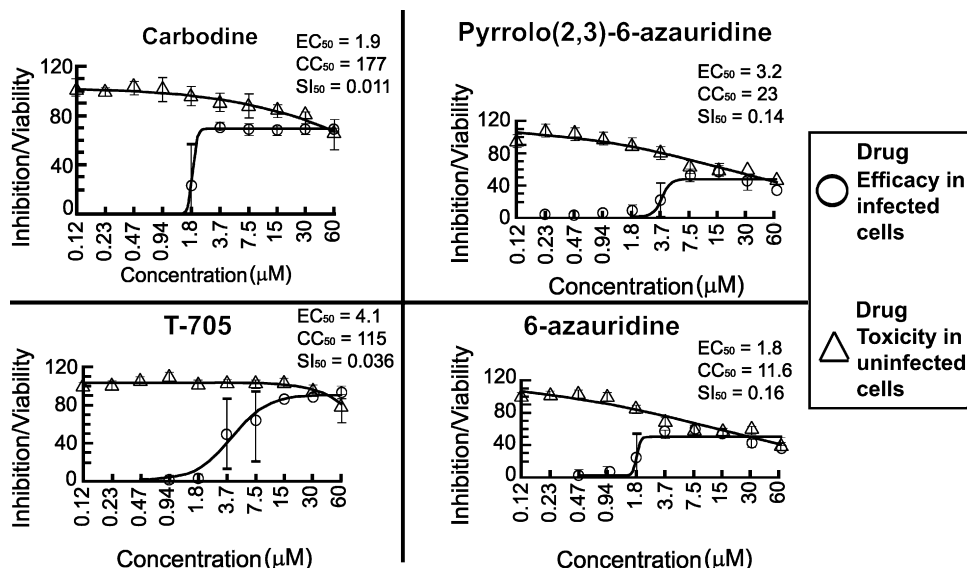 Carbodine
EC50 = 1.9
CC50 = 177
SI50 = 0.011
Inhibition/Viability
120
80
40
0
0.12
0.23
0.47
0.94
1.8
3.7
7.5
15
30
60
Concentration (µM)
Pyrrolo(2,3)-6-azauridine
EC50 = 3.2
CC50 = 23
SI50 = 0.14
Inhibition/Viability
120
80
40
0
0.12
0.23
0.47
0.94
1.8
3.7
7.5
15
30
60
Concentration (µM)
T-705
EC50 = 4.1
CC50 = 115
SI50 = 0.036
Inhibition/Viability
120
80
40
0
0.12
0.23
0.47
0.94
1.8
3.7
7.5
15
30
60
Concentration (µM)
6-azauridine
EC50 = 1.8
CC50 = 11.6
SI50 = 0.16
Inhibition/Viability
120
80
40
0
0.12
0.23
0.47
0.94
1.8
3.7
7.5
15
30
60
Concentration (µM)
Drug
Efficacy in
infected
cells
Drug
Toxicity in
uninfected
cells